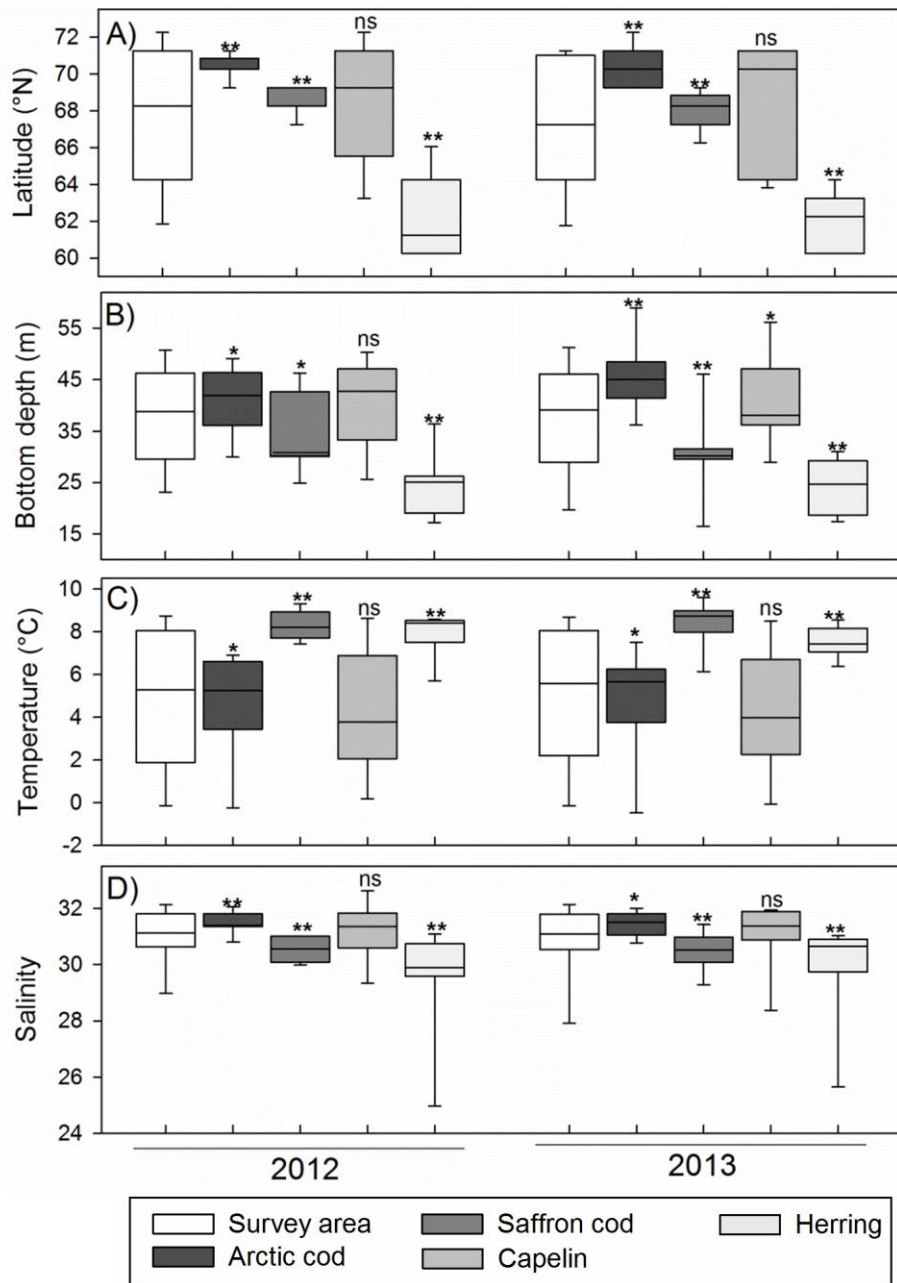 A)
Latitude (°N)
72
70
68
66
64
62
60
**
**
ns
**
**
**
ns
**
B)
Bottom depth (m)
55
45
35
25
15
*
*
ns
**
**
**
*
**
C)
Temperature (°C)
10
8
6
4
2
0
-2
*
**
ns
**
*
**
ns
**
D)
Salinity
32
30
28
26
24
**
**
ns
**
*
**
ns
**
2012
2013
Survey area
Saffron cod
Herring
Arctic cod
Capelin